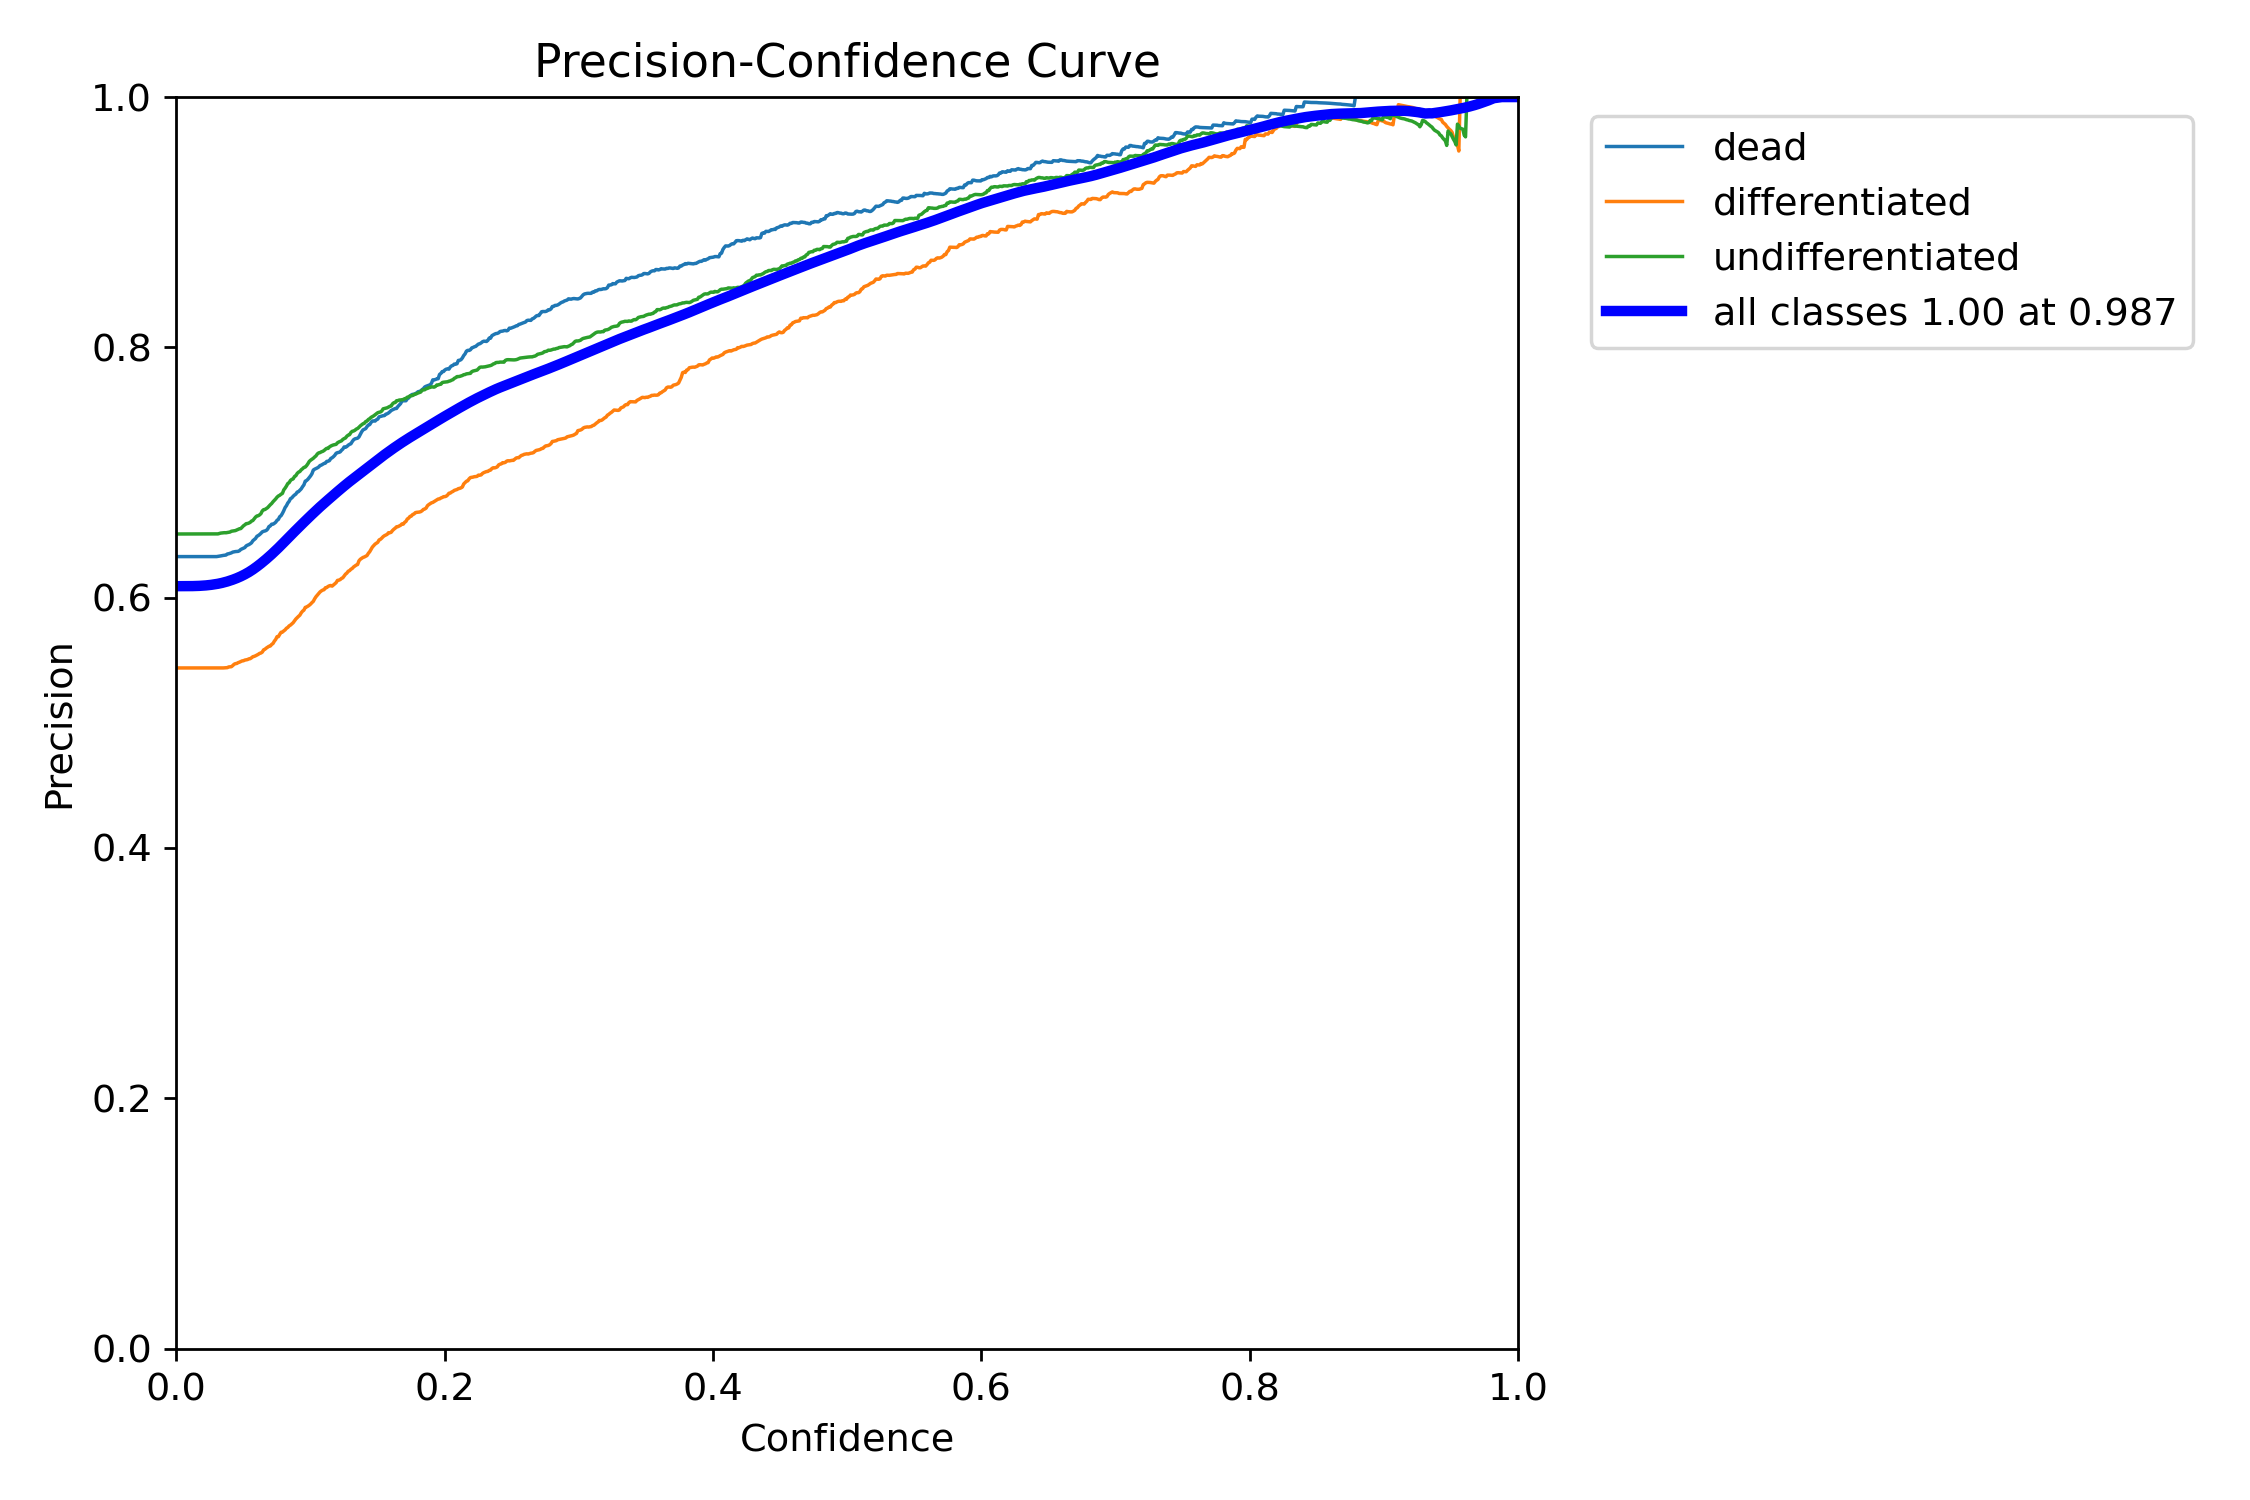 Precision-Confidence Curve
1.0
0.8
0.6
0.4
0.2
0.0
Precision
0.0 0.2 0.4 0.6 0.8 1.0
Confidence
dead
differentiated
undifferentiated
all classes 1.00 at 0.987